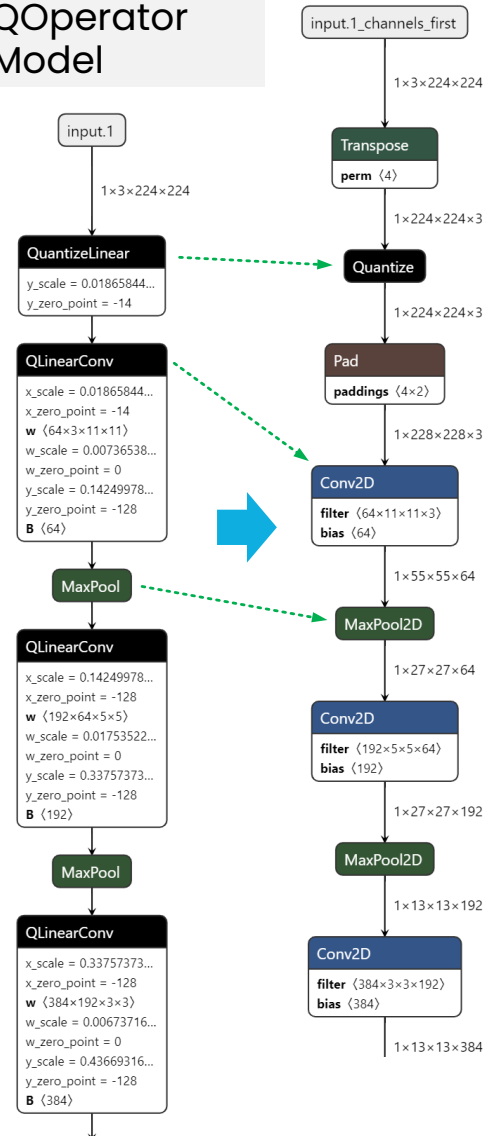 QOperator
Model
input.1
1×3×224×224
QuantizeLinear
y_scale = 0.01865844...
y_zero_point = -14
QLinearConv
x_scale = 0.01865844...
x_zero_point = -14
w ⟨64×3×11×11⟩
w_scale = 0.00736538...
w_zero_point = 0
y_scale = 0.14249978...
y_zero_point = -128
B ⟨64⟩
MaxPool
QLinearConv
x_scale = 0.14249978...
x_zero_point = -128
w ⟨192×64×5×5⟩
w_scale = 0.01753522...
w_zero_point = 0
y_scale = 0.33757373...
y_zero_point = -128
B ⟨192⟩
MaxPool
QLinearConv
x_scale = 0.33757373...
x_zero_point = -128
w ⟨384×192×3×3⟩
w_scale = 0.00673716...
w_zero_point = 0
y_scale = 0.43669316...
y_zero_point = -128
B ⟨384⟩
input.1_channels_first
1×3×224×224
Transpose
perm ⟨4⟩
1×224×224×3
Quantize
1×224×224×3
Pad
paddings ⟨4×2⟩
1×228×228×3
Conv2D
filter ⟨64×11×11×3⟩
bias ⟨64⟩
1×55×55×64
MaxPool2D
1×27×27×64
Conv2D
filter ⟨192×5×5×64⟩
bias ⟨192⟩
1×27×27×192
MaxPool2D
1×13×13×192
Conv2D
filter ⟨384×3×3×192⟩
bias ⟨384⟩
1×13×13×384